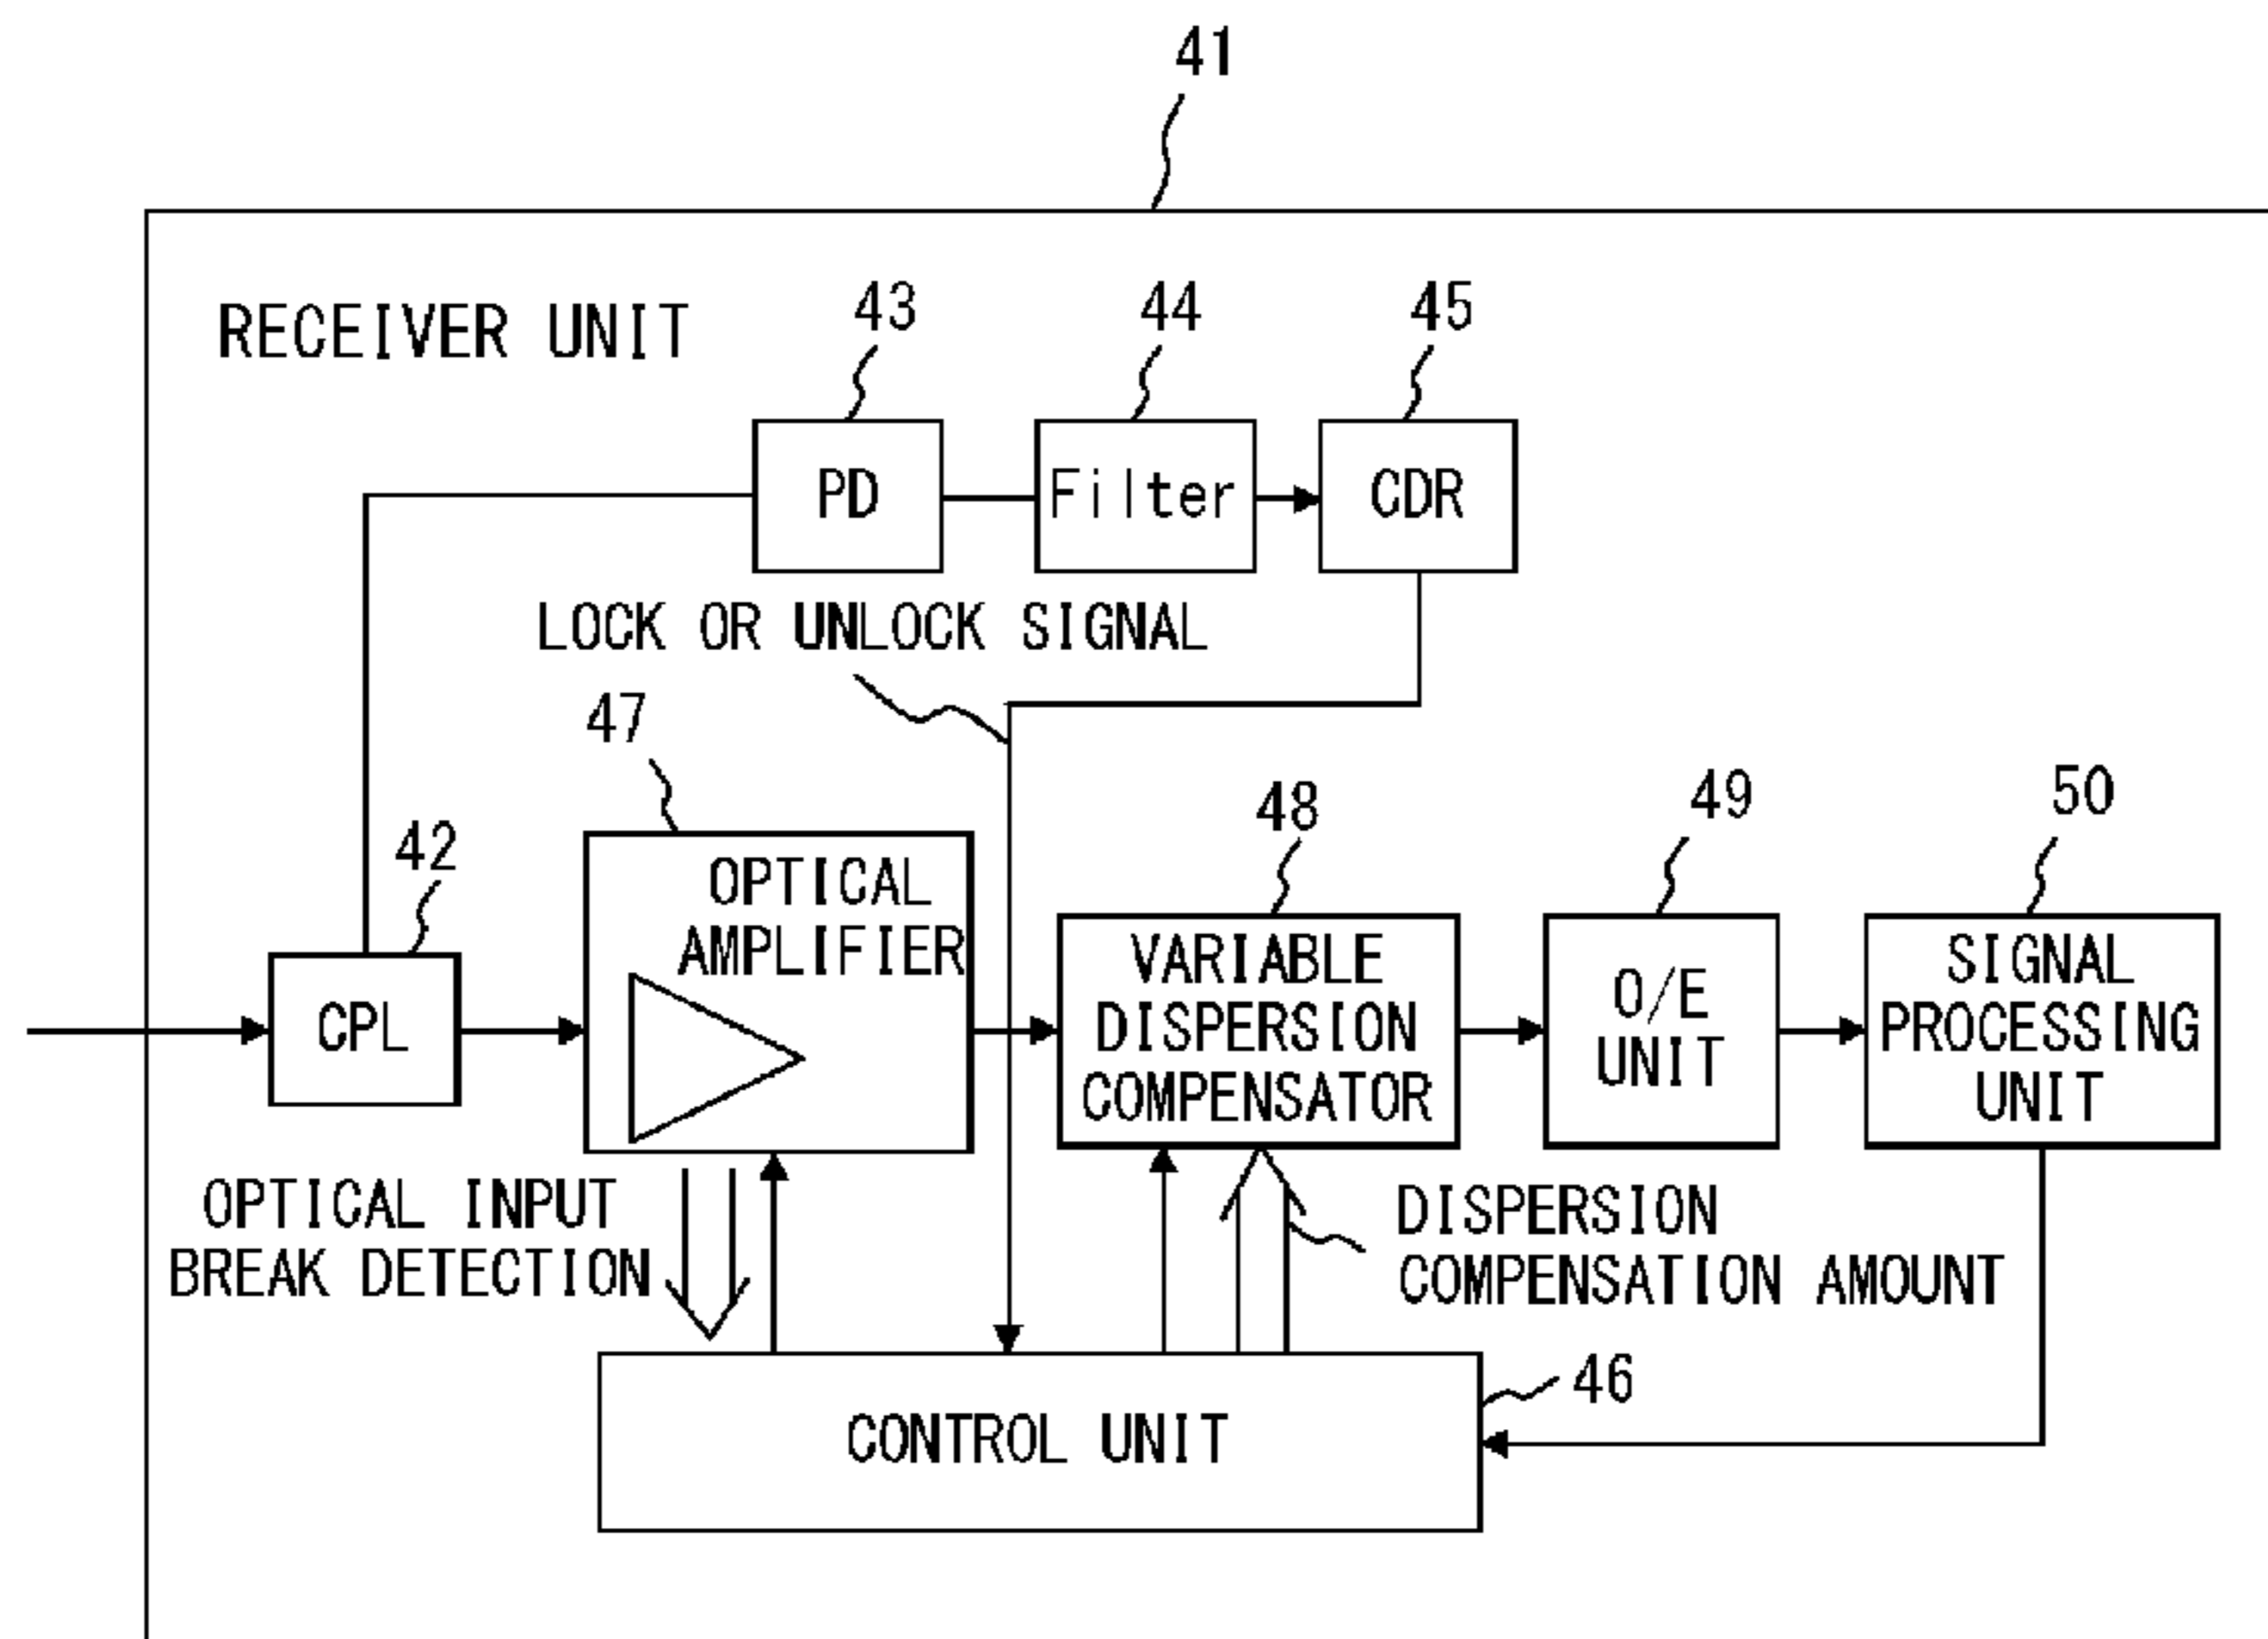 41
RECEIVER UNIT
43
44
45
PD
Filter
CDR
LOCK OR UNLOCK SIGNAL
47
42
48
49
50
OPTICAL
AMPLIFIER
CPL
VARIABLE
DISPERSION
COMPENSATOR
O/E
UNIT
SIGNAL
PROCESSING
UNIT
OPTICAL INPUT
BREAK DETECTION
DISPERSION
COMPENSATION AMOUNT
46
CONTROL UNIT